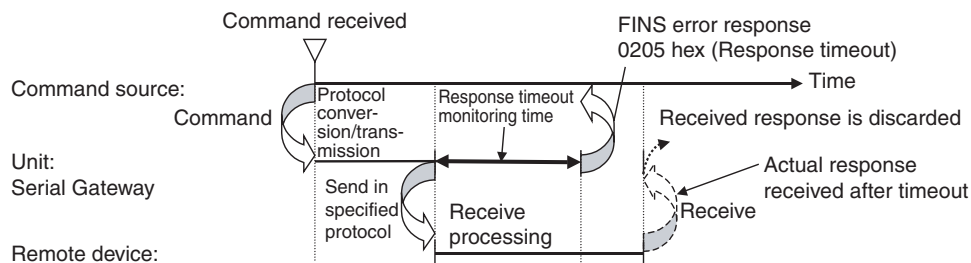 Command received
FINS error response
0205 hex (Response timeout)
Time
Command source:
Protocol
conver-
sion/trans-
mission
Response timeout
monitoring time
Command
Received response is discarded
Unit:
Serial Gateway
Actual response
received after timeout
Send in
specified
protocol
Receive
processing
Receive
Remote device: